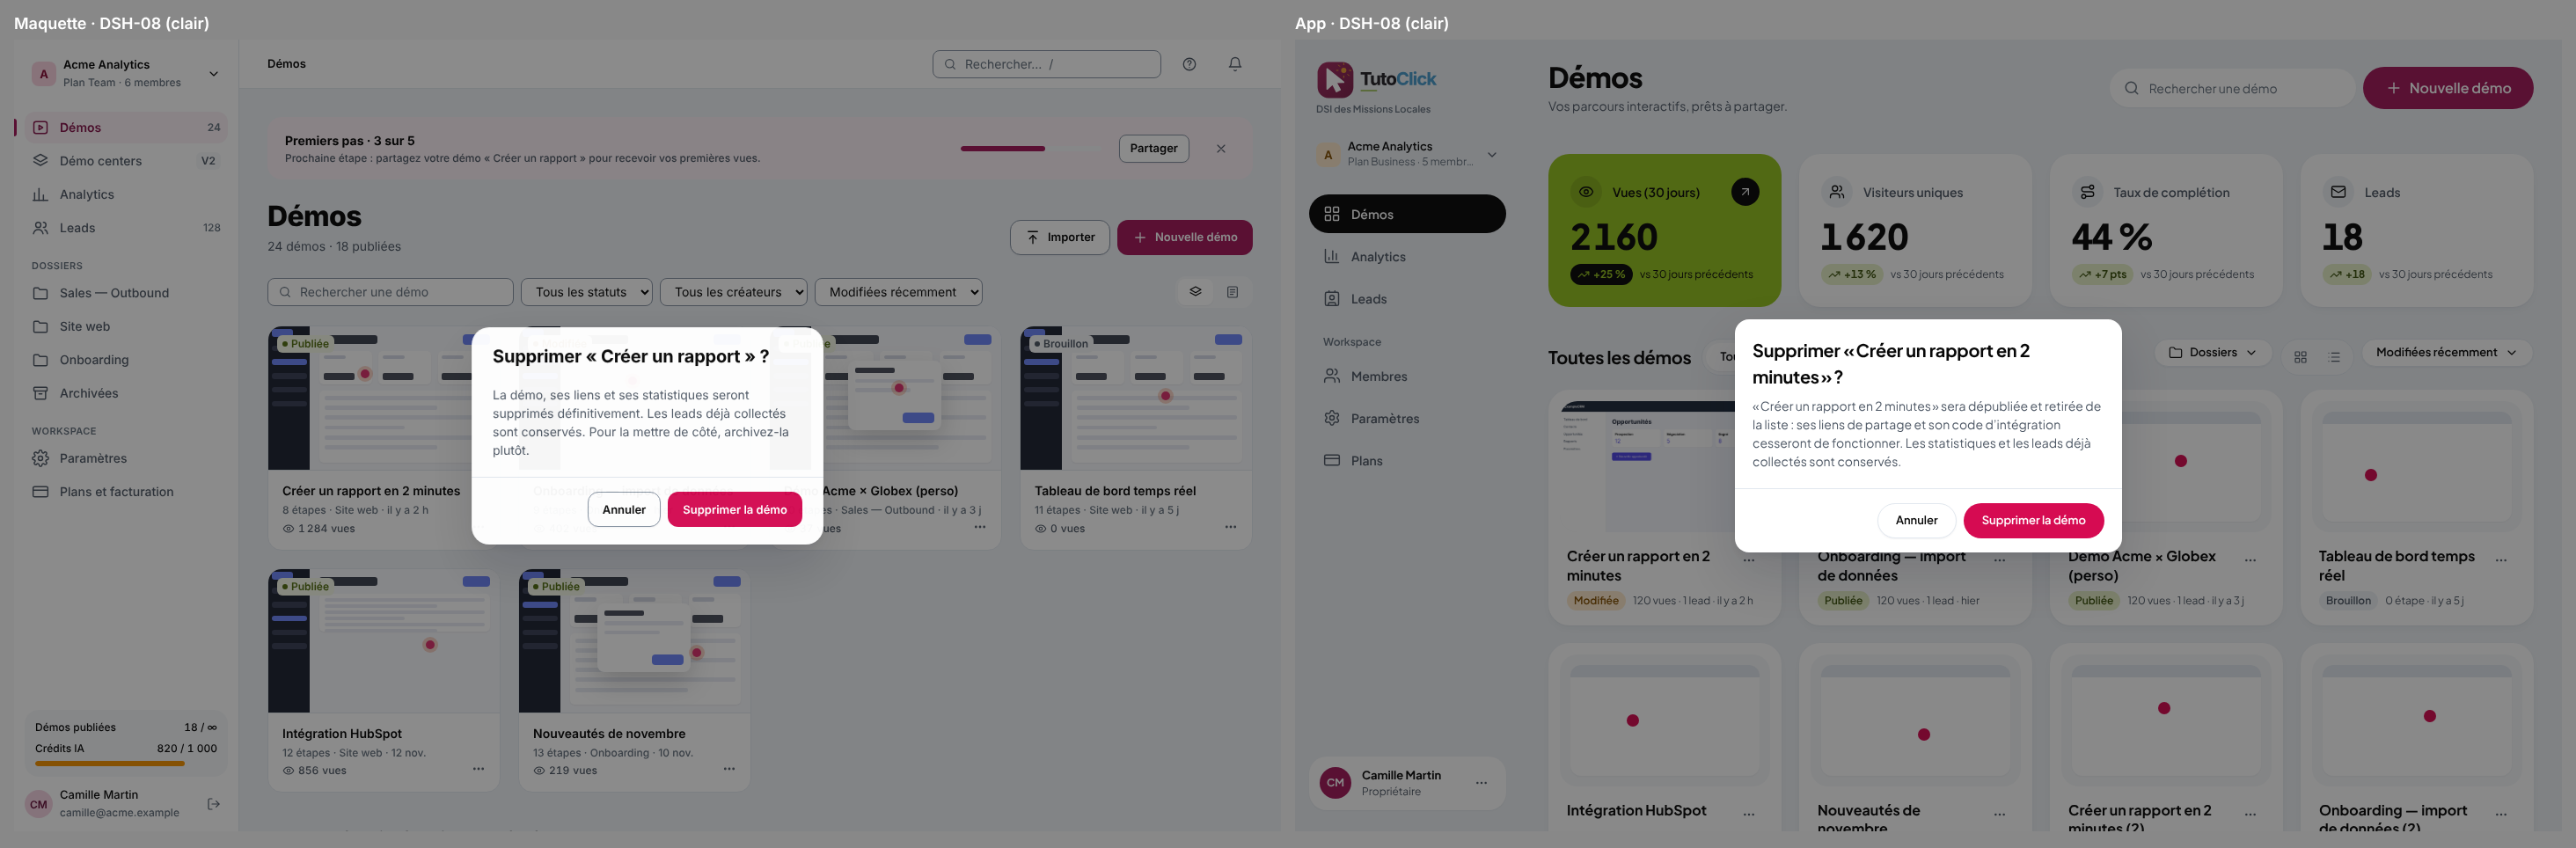 Maquette · DSH-08 (clair)
A
Acme Analytics
Plan Team · 6 membres
Démos
24
Démo centers
V2
Analytics
Leads
128
DOSSIERS
Sales — Outbound
Site web
Onboarding
Archivées
WORKSPACE
Paramètres
Plans et facturation
Démos publiées
18 / ∞
Crédits IA
820 / 1 000
CM
Camille Martin
camille@acme.example
Démos
Rechercher... /
Premiers pas · 3 sur 5
Prochaine étape : partagez votre démo « Créer un rapport » pour recevoir vos premières vues.
Partager
Démos
24 démos · 18 publiées
Importer
Nouvelle démo
Rechercher une démo
Tous les statuts
Tous les créateurs
Modifiées récemment
Publiée
Brouillon
Supprimer « Créer un rapport » ?
La démo, ses liens et ses statistiques seront
supprimés définitivement. Les leads déjà collectés
sont conservés. Pour la mettre de côté, archivez-la
plutôt.
Annuler
Supprimer la démo
Créer un rapport en 2 minutes
8 étapes · Site web · il y a 2 h
1 284 vues
Acme × Globex (perso)
· Sales — Outbound · il y a 3 j
vues
Tableau de bord temps réel
11 étapes · Site web · il y a 5 j
0 vues
Publiée
Publiée
Intégration HubSpot
12 étapes · Site web · 12 nov.
856 vues
Nouveautés de novembre
13 étapes · Onboarding · 10 nov.
219 vues
App · DSH-08 (clair)
TutoClick
DSI des Missions Locales
A
Acme Analytics
Plan Business · 5 membr...
Démos
Analytics
Leads
Workspace
Membres
Paramètres
Plans
CM
Camille Martin
Propriétaire
Démos
Vos parcours interactifs, prêts à partager.
Rechercher une démo
Nouvelle démo
Vues (30 jours)
2 160
+25 %
vs 30 jours précédents
Visiteurs uniques
1 620
+13 %
vs 30 jours précédents
Taux de complétion
44 %
+7 pts
vs 30 jours précédents
Leads
18
+18
vs 30 jours précédents
Toutes les démos
Dossiers
Modifiées récemment
Supprimer « Créer un rapport en 2
minutes » ?
« Créer un rapport en 2 minutes » sera dépubliée et retirée de
la liste : ses liens de partage et son code d’intégration
cesseront de fonctionner. Les statistiques et les leads déjà
collectés sont conservés.
Annuler
Supprimer la démo
Opportunités
Créer un rapport en 2
minutes
Modifiée
120 vues · 1 lead · il y a 2 h
Onboarding — import
de données
Publiée
120 vues · 1 lead · hier
Démo Acme × Globex
(perso)
Publiée
120 vues · 1 lead · il y a 3 j
Tableau de bord temps
réel
Brouillon
0 étape · il y a 5 j
Intégration HubSpot
Nouveautés de
novembre
Créer un rapport en 2
minutes (2)
Onboarding — import
de données (2)